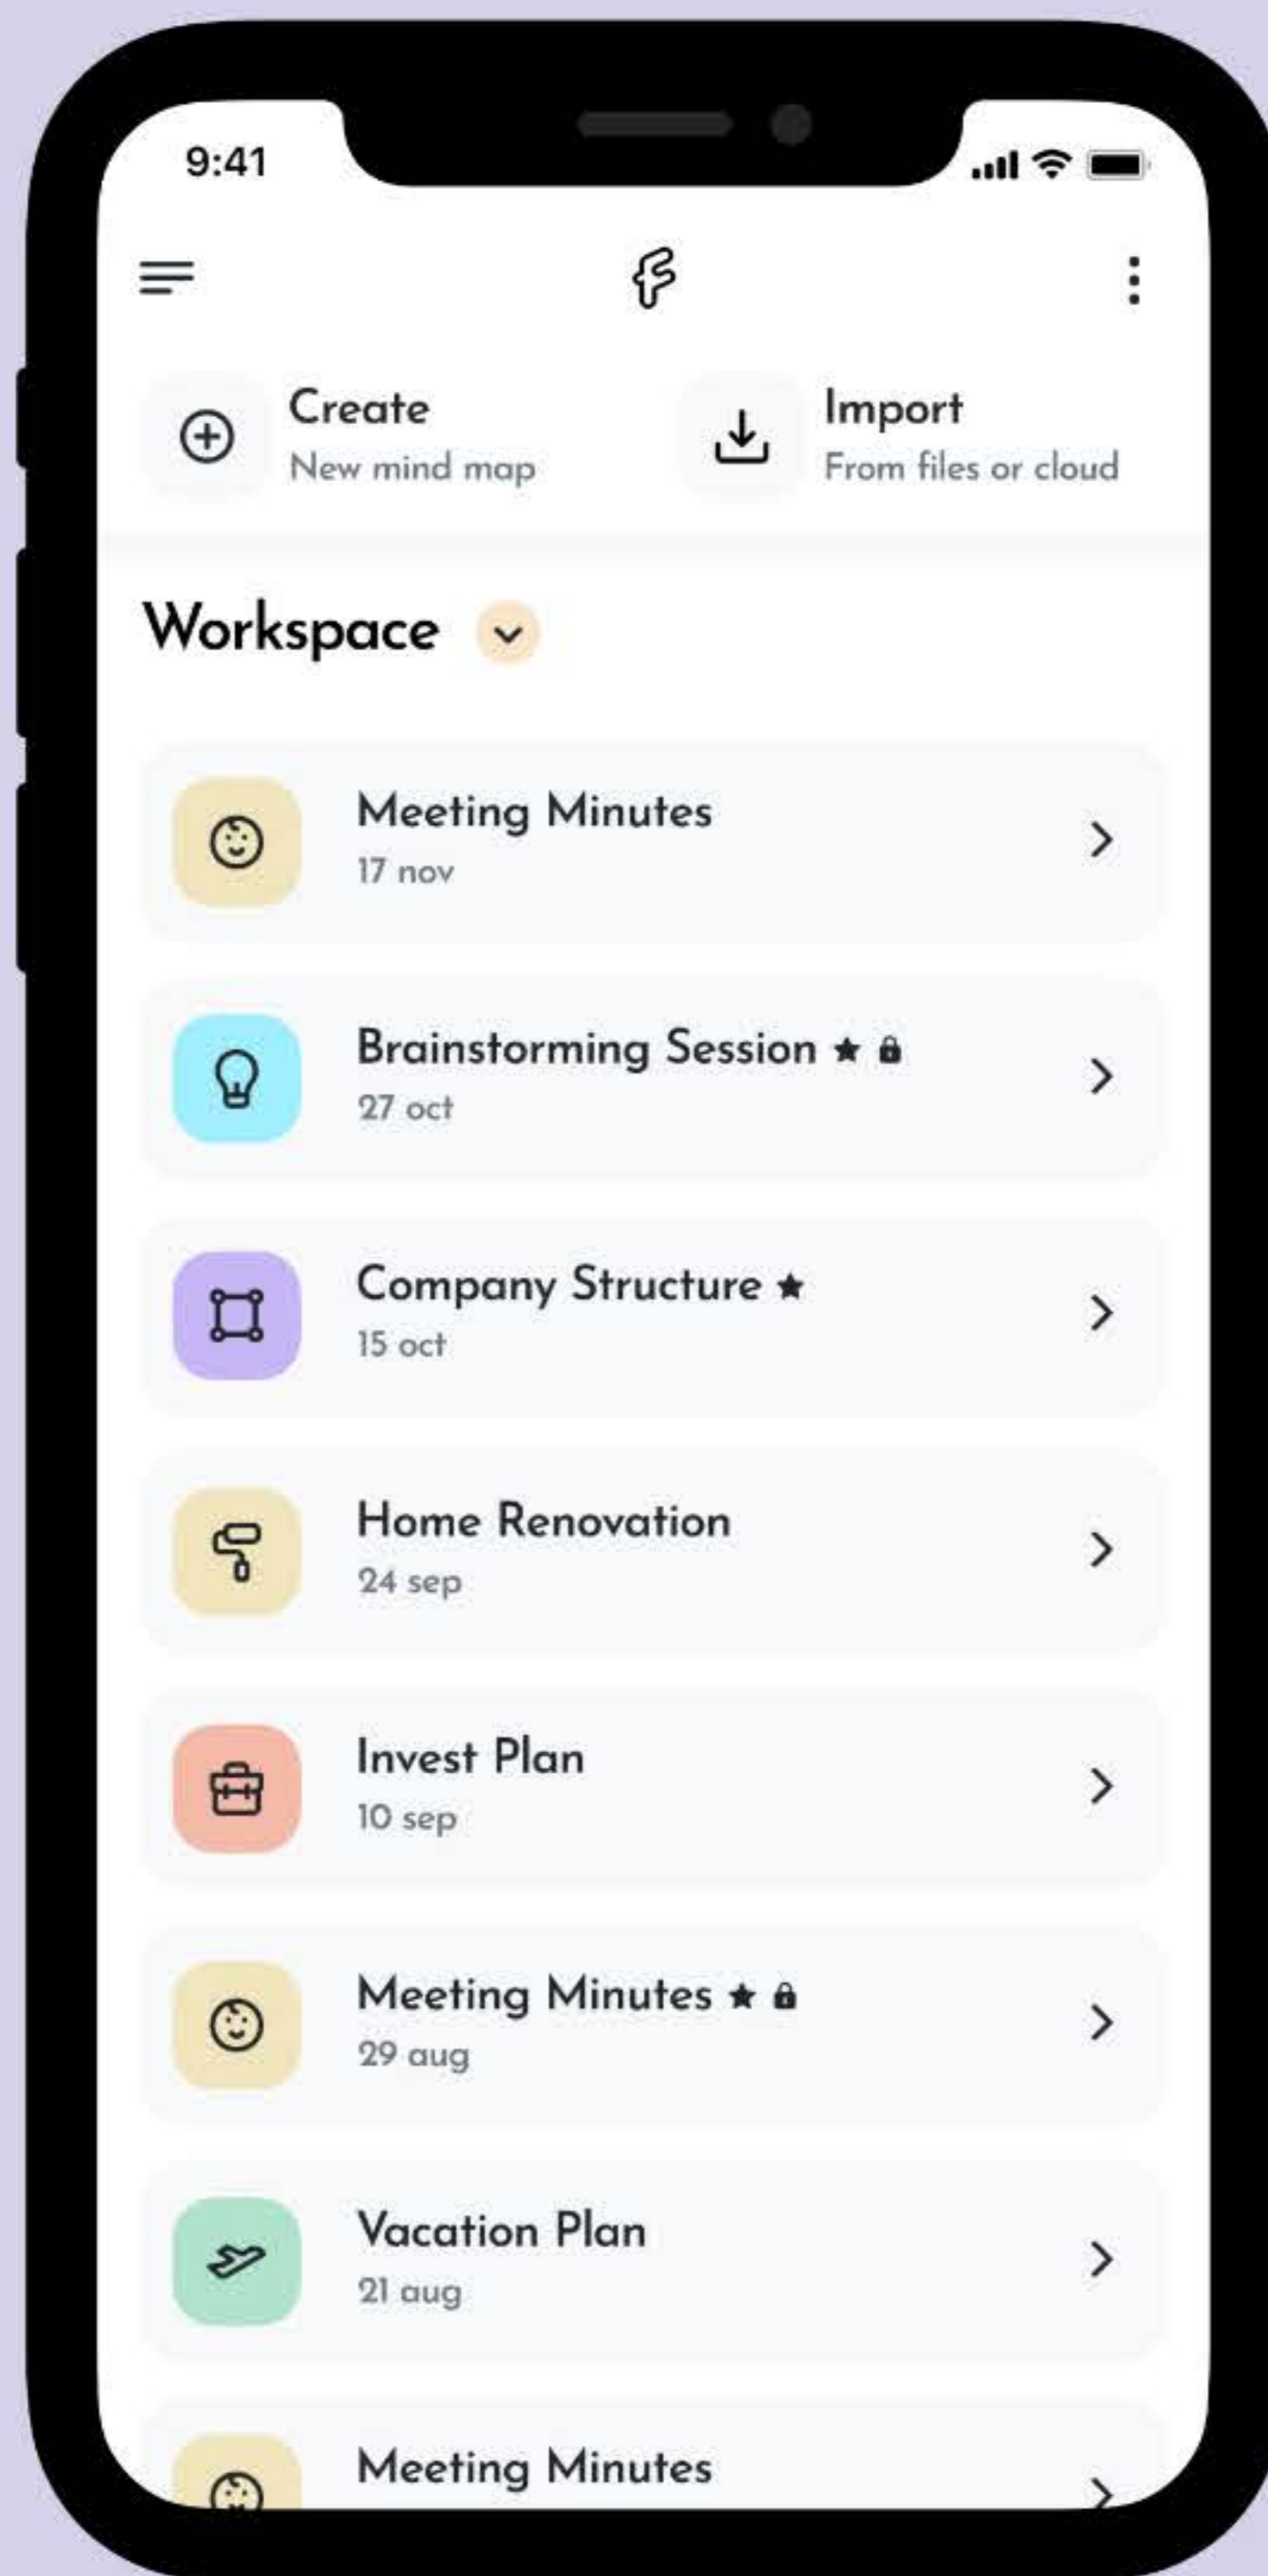 9:41
Create
New mind map
Import
From files or cloud
Workspace
Meeting Minutes
17 nov
Brainstorming Session
27 oct
Company Structure
15 oct
Home Renovation
24 sep
Invest Plan
10 sep
Meeting Minutes
29 aug
Vacation Plan
21 aug
Meeting Minutes